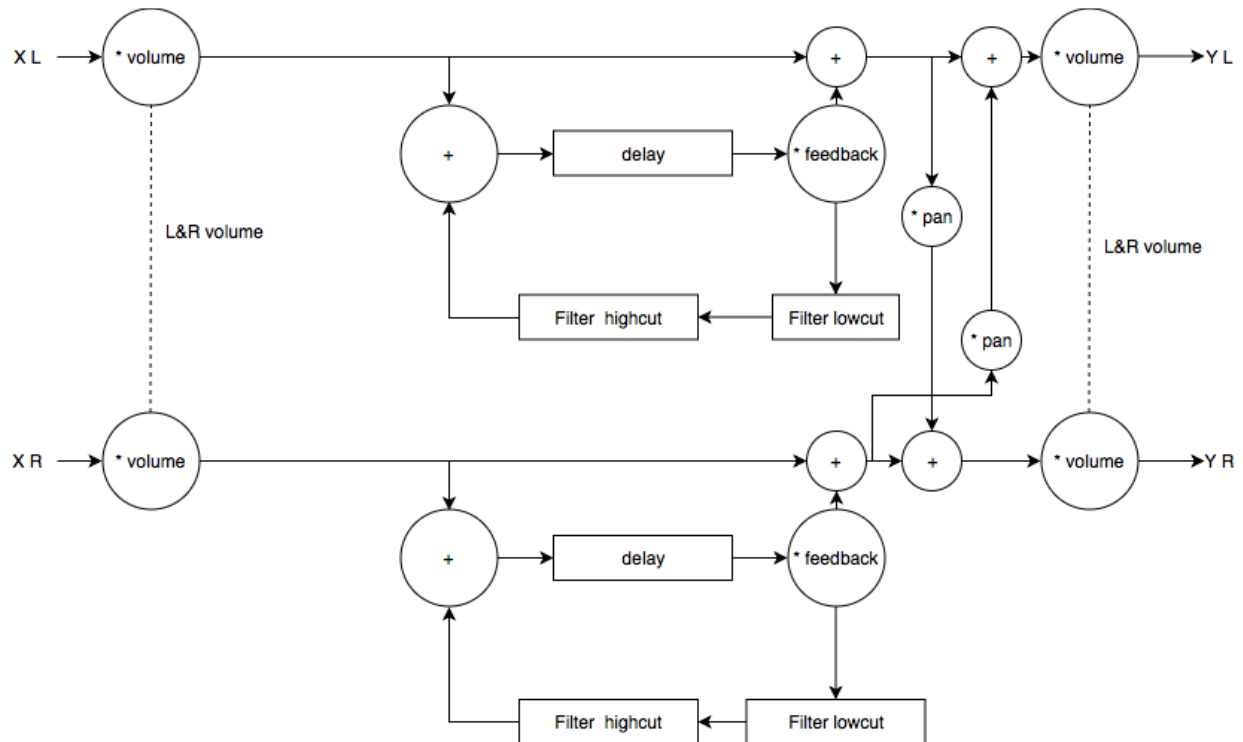 X L
* volume
+
+
* volume
Y L
+
delay
* feedback
* pan
L&R volume
L&R volume
Filter  highcut
Filter lowcut
* pan
X R
* volume
+
+
* volume
Y R
+
delay
* feedback
Filter  highcut
Filter lowcut